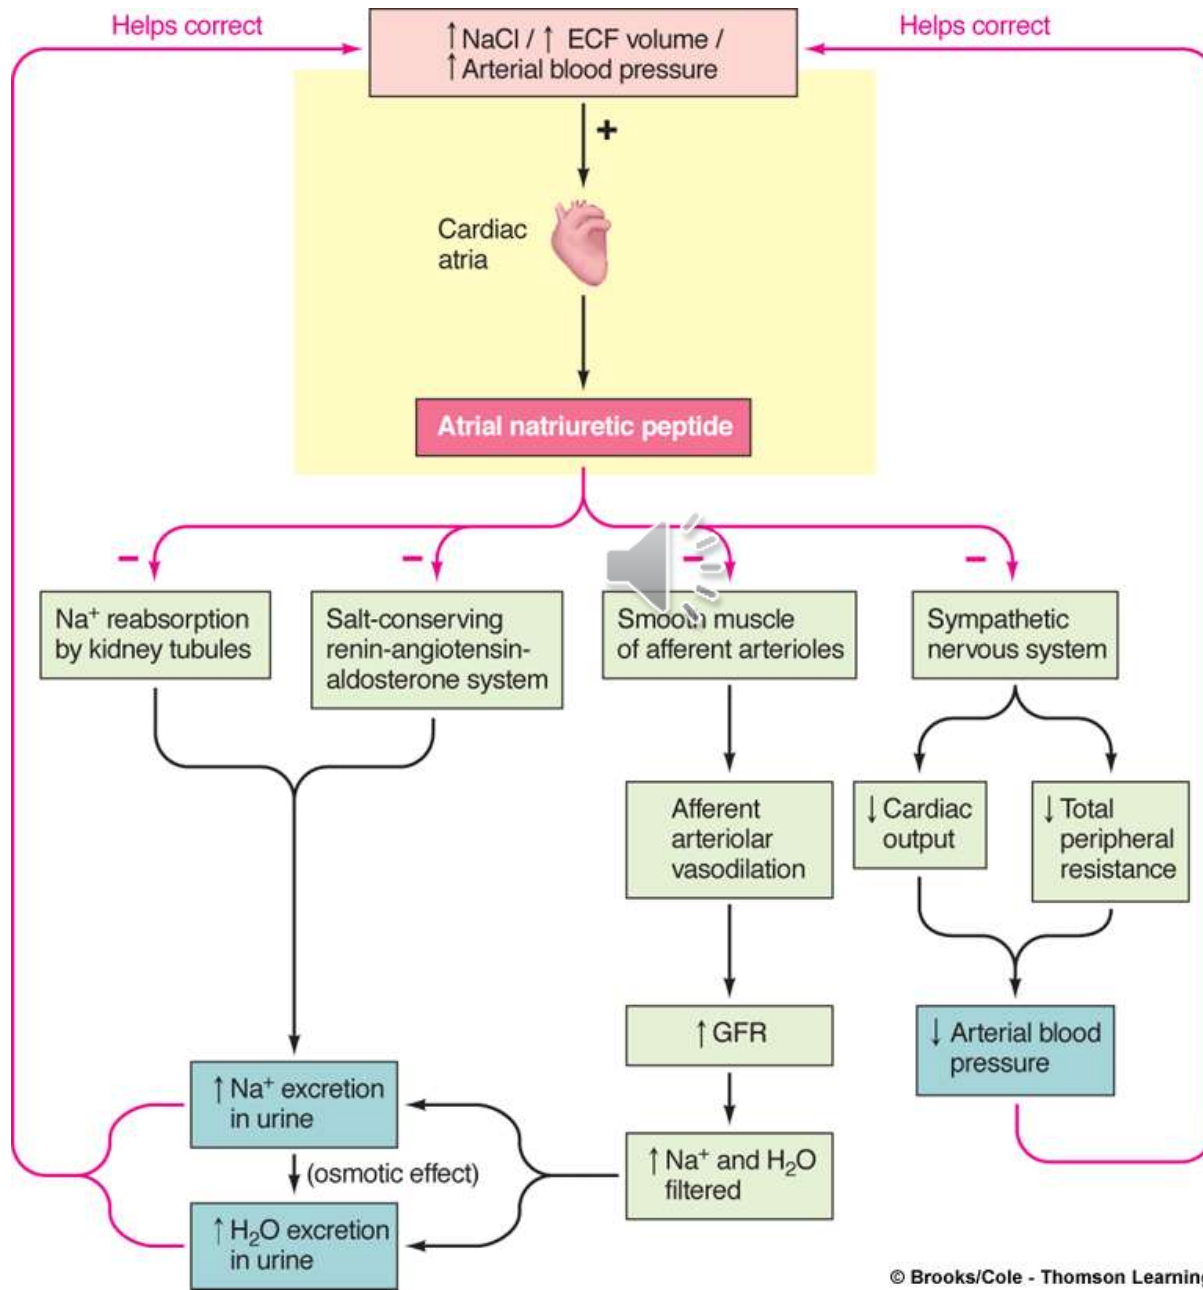 Helps correct
↑NaCl / ↑ ECF volume /
↑Arterial blood pressure
Helps correct
+
Cardiac
atria
Atrial natriuretic peptide
−
−
−
−
Na⁺ reabsorption
by kidney tubules
Salt-conserving
renin-angiotensin-
aldosterone system
Smooth muscle
of afferent arterioles
Sympathetic
nervous system
Afferent
arteriolar
vasodilation
↓ Cardiac
output
↓ Total
peripheral
resistance
↑ GFR
↓ Arterial blood
pressure
↑ Na⁺ excretion
in urine
(osmotic effect)
↑ H₂O excretion
in urine
↑ Na⁺ and H₂O
filtered
© Brooks/Cole - Thomson Learning